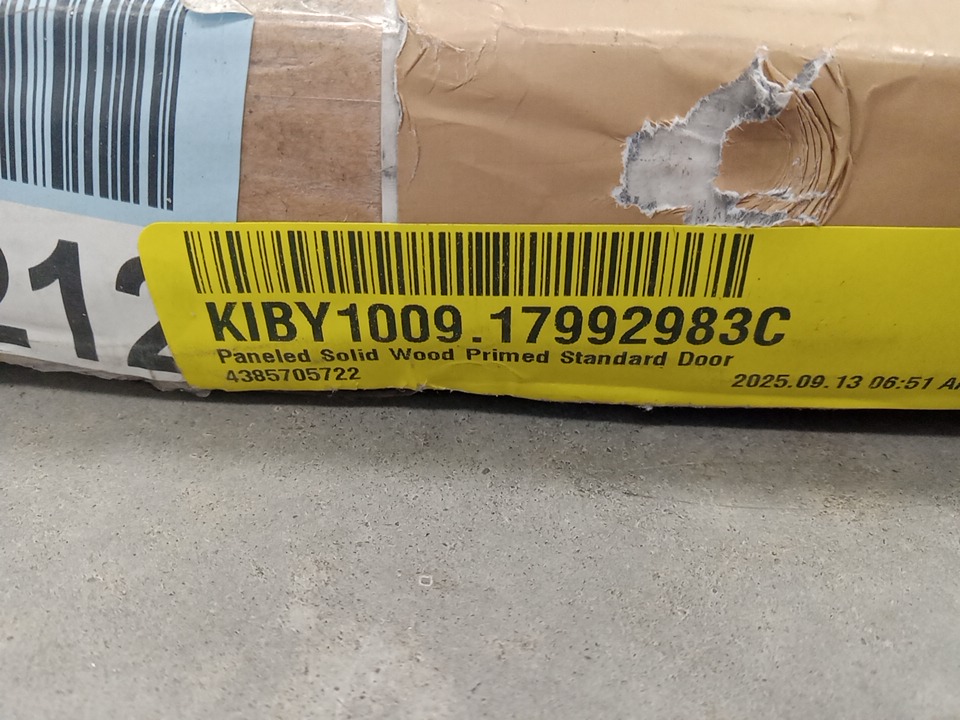 212
KIBY1009.17992983C
Paneled Solid Wood Primed Standard Door
4385705722
2025.09.13 06:51